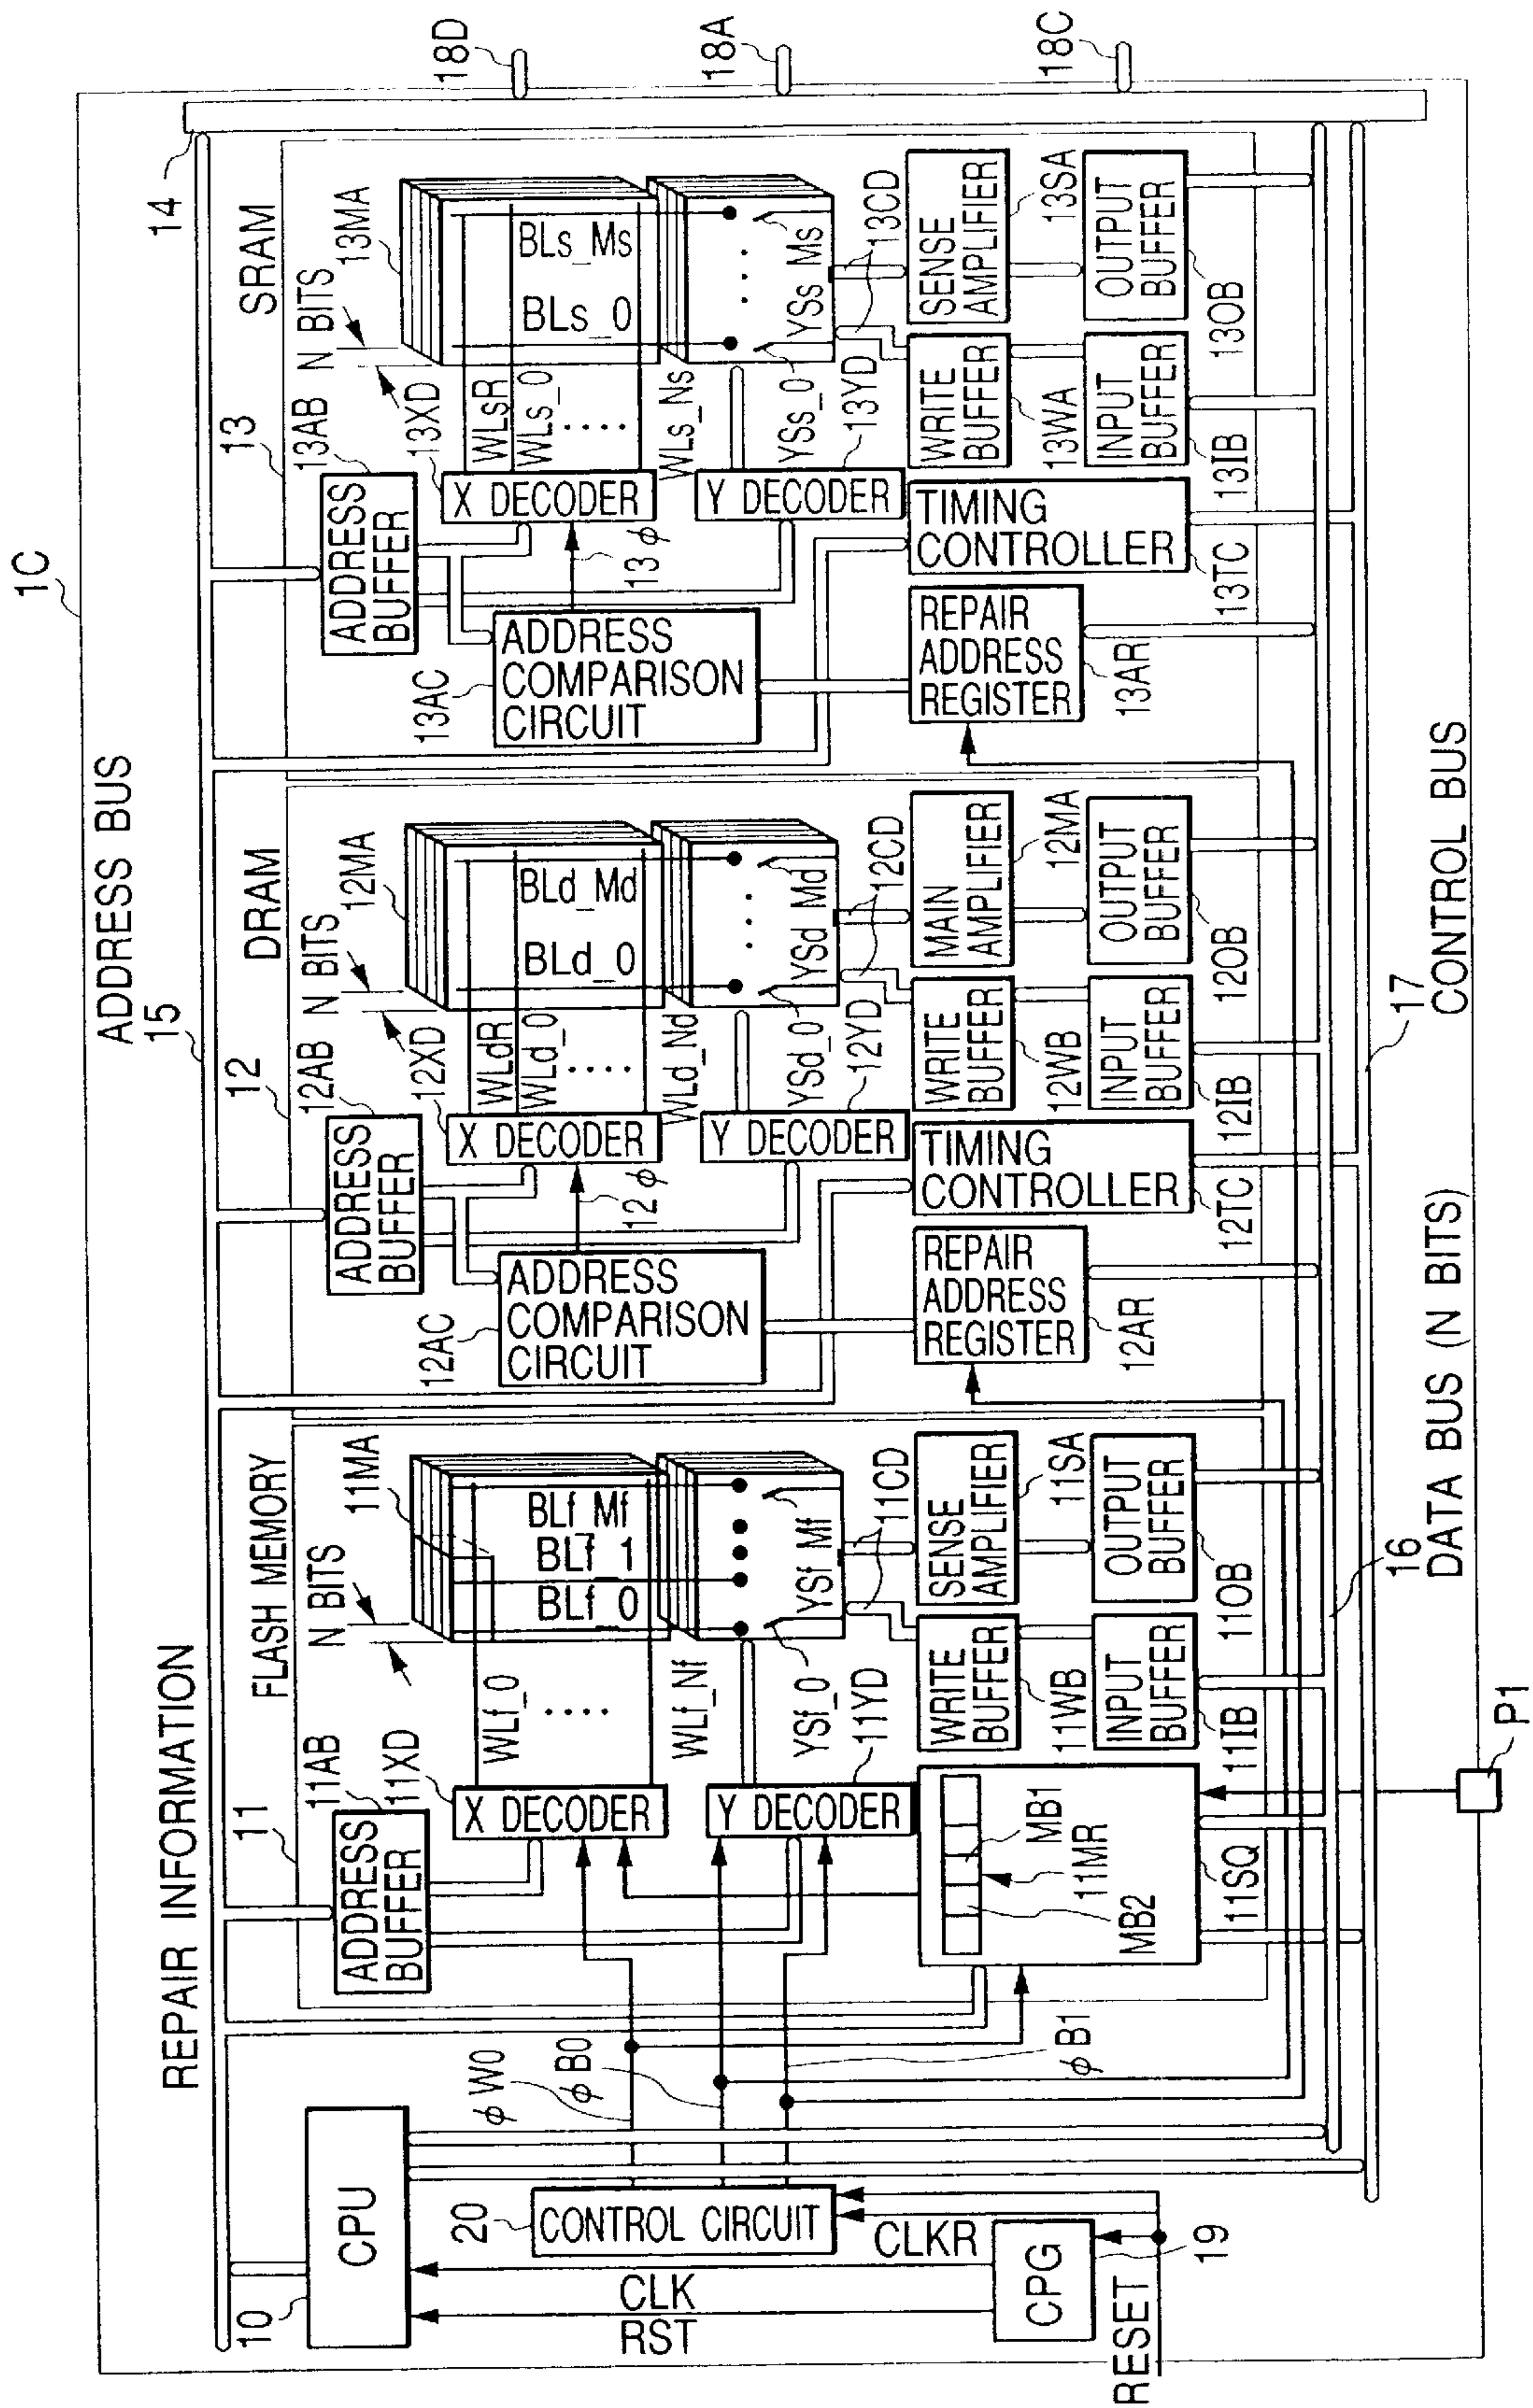 1C
ADDRESS BUS
15
REPAIR INFORMATION
14
18D
18A
18C
10
CPU
20
CONTROL CIRCUIT
CLK
RST
CLKR
CPG
19
RESET
φ W0
φ B0
φ B1
11
FLASH MEMORY
11AB
ADDRESS
BUFFER
11XD
X DECODER
N BITS
11MA
WLf_0
....
WLf_Nf
BLf_Mf
BLf_1
BLf_0
YSf_0
YSf_Mf
11YD
Y DECODER
11CD
SENSE
AMPLIFIER
11SA
WRITE
BUFFER
11WB
OUTPUT
BUFFER
11OB
INPUT
BUFFER
11IB
MB1
11MR
MB2
11SQ
P1
12
DRAM
12AB
ADDRESS
BUFFER
12XD
X DECODER
N BITS
12MA
WLdR
WLd_0
....
WLd_Nd
BLd_Md
BLd_0
YSd_0
YSd_Md
12YD
Y DECODER
12CD
12 φ
12AC
ADDRESS
COMPARISON
CIRCUIT
MAIN
AMPLIFIER
12MA
WRITE
BUFFER
12WB
OUTPUT
BUFFER
12OB
INPUT
BUFFER
12IB
TIMING
CONTROLLER
12TC
REPAIR
ADDRESS
REGISTER
12AR
13
SRAM
13AB
ADDRESS
BUFFER
13XD
X DECODER
N BITS
13MA
WLsR
WLs_0
....
WLs_Ns
BLs_Ms
BLs_0
YSs_0
YSs_Ms
13YD
Y DECODER
13CD
13 φ
13AC
ADDRESS
COMPARISON
CIRCUIT
SENSE
AMPLIFIER
13SA
WRITE
BUFFER
13WA
OUTPUT
BUFFER
13OB
INPUT
BUFFER
13IB
TIMING
CONTROLLER
13TC
REPAIR
ADDRESS
REGISTER
13AR
16
DATA BUS (N BITS)
17
CONTROL BUS